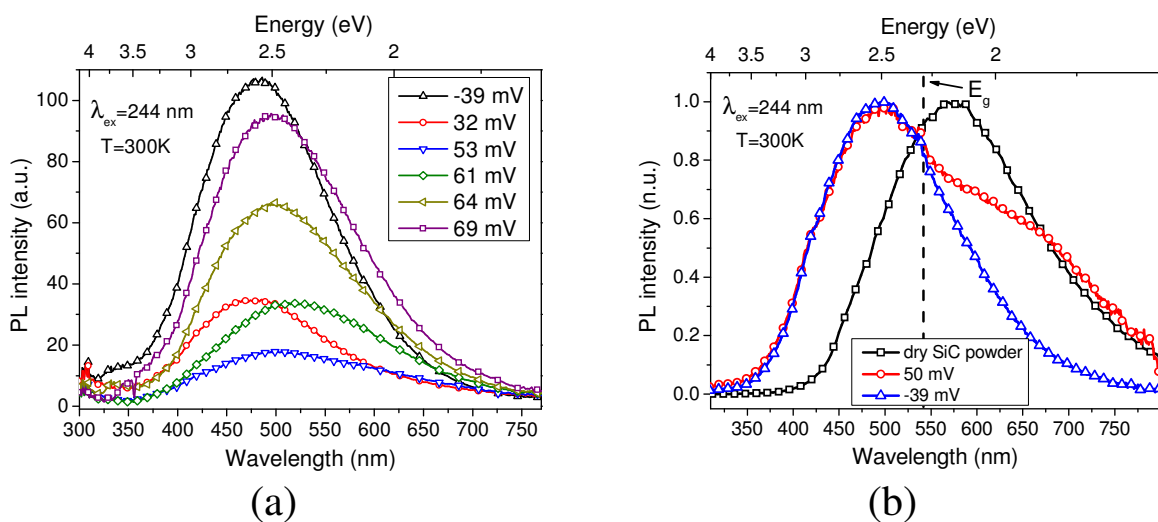 Energy (eV)
4 3.5 3 2.5 2
PL intensity (a.u.)
100
80
60
40
20
0
λex=244 nm
T=300K
-39 mV
32 mV
53 mV
61 mV
64 mV
69 mV
300 350 400 450 500 550 600 650 700 750
Wavelength (nm)
(a)
Energy (eV)
4 3.5 3 2.5 2
PL intensity (n.u.)
1.0
0.8
0.6
0.4
0.2
0.0
λex=244 nm
T=300K
Eg
dry SiC powder
50 mV
-39 mV
350 400 450 500 550 600 650 700 750
Wavelength (nm)
(b)